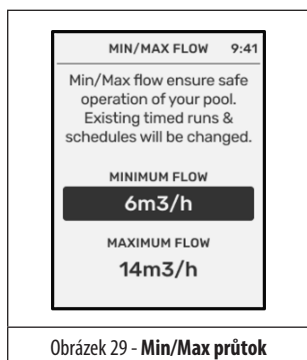 MIN/MAX FLOW 9:41
Min/Max flow ensure safe
operation of your pool.
Existing timed runs &
schedules will be changed.
MINIMUM FLOW
6m3/h
MAXIMUM FLOW
14m3/h
Obrázek 29 - Min/Max průtok